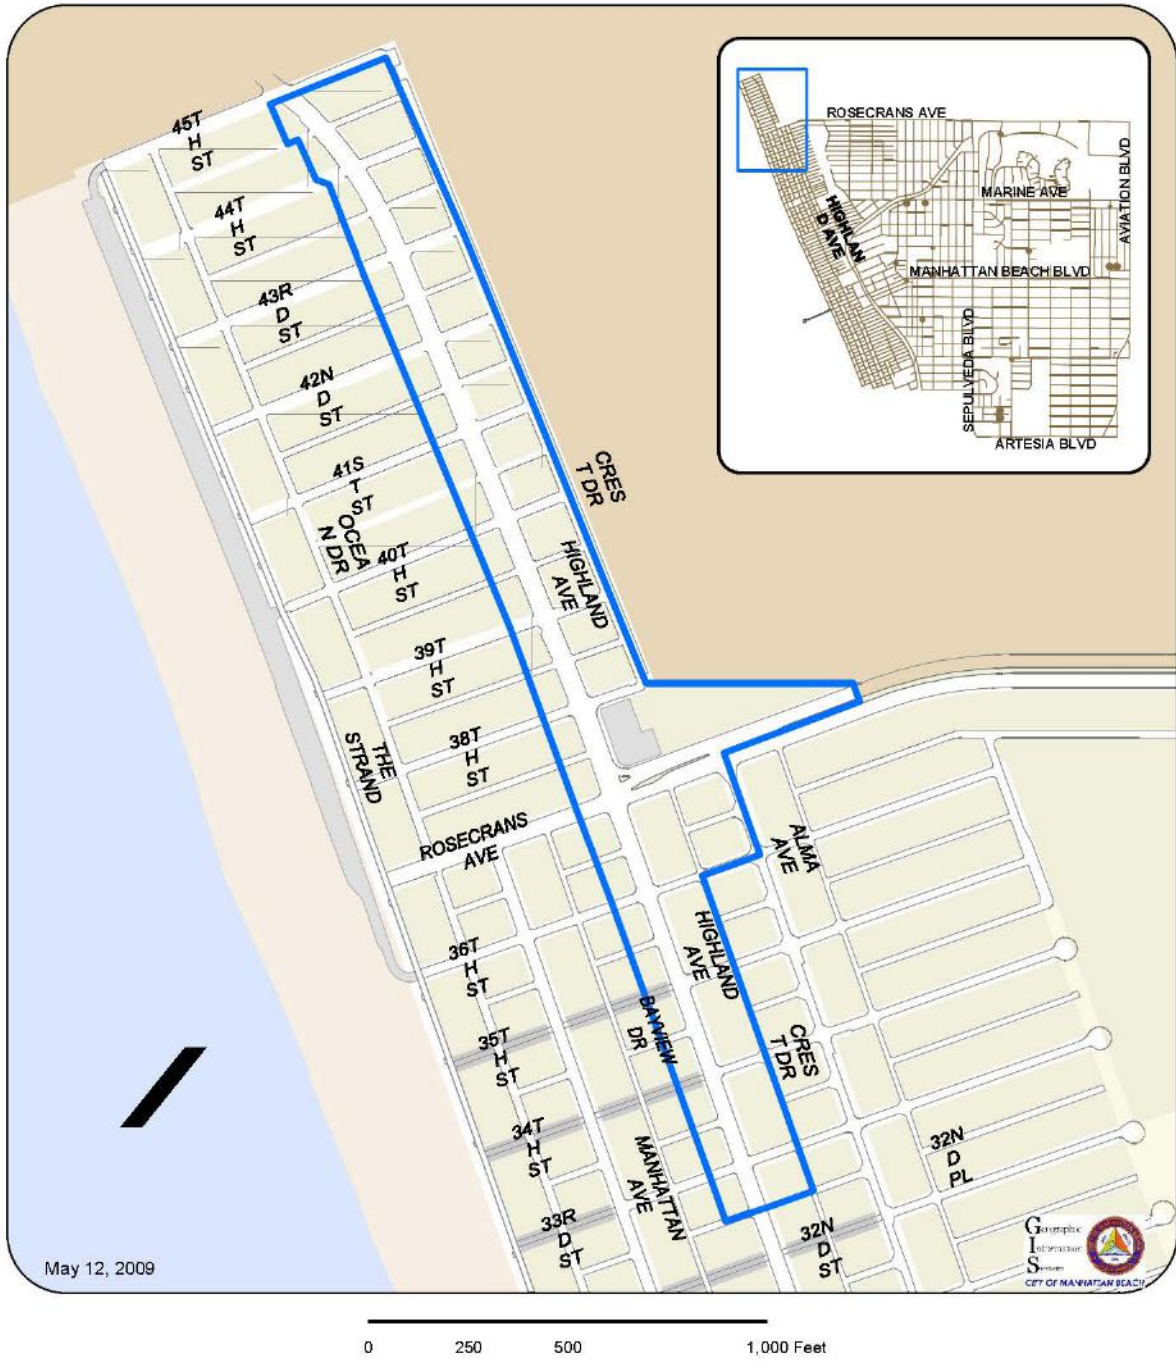 45T
H
ST
44T
H
ST
43R
D
ST
42N
D
ST
41S
T
ST
OCEA
N DR
40T
H
ST
39T
H
ST
THE
STRAND
38T
H
ST
ROSECRANS
AVE
36T
H
ST
35T
H
ST
34T
H
ST
33R
D
ST
CRES
T DR
HIGHLAND
AVE
ALMA
AVE
HIGHLAND
AVE
BAYVIEW
DR
CRES
T DR
MANHATTAN
AVE
32N
D
PL
32N
D
ST
ROSECRANS AVE
MARINE AVE
AVIATION BLVD
HIGHLAN
D AVE
MANHATTAN BEACH BLVD
SEPULVEDA BLVD
ARTESIA BLVD
May 12, 2009
Geographic
Information
System
CITY OF MANHATTAN BEACH
0 250 500 1,000 Feet